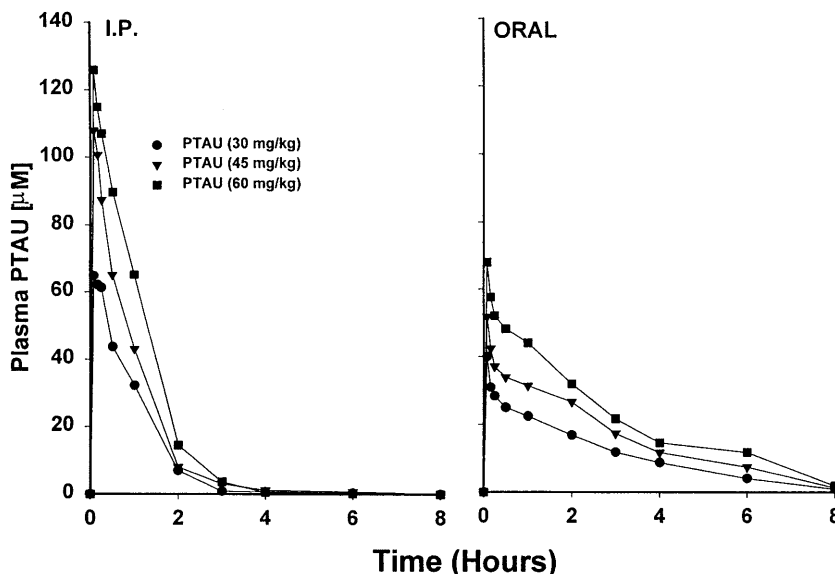 I.P.
ORAL
140
120
100
80
60
40
20
0
Plasma PTAU [μM]
PTAU (30 mg/kg)
PTAU (45 mg/kg)
PTAU (60 mg/kg)
0 2 4 6 8
0 2 4 6 8
Time (Hours)